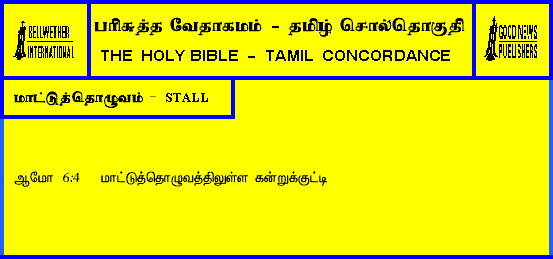 BELLWETHER
INTERNATIONAL
பரிசுத்த வேதாகமம் - தமிழ் சொல்தொகுதி
THE HOLY BIBLE - TAMIL CONCORDANCE
GOOD NEWS
PUBLISHERS
மாட்டுத்தொழுவம் - STALL
ஆமோ 6:4 மாட்டுத்தொழுவத்திலுள்ள கன்றுக்குட்டி